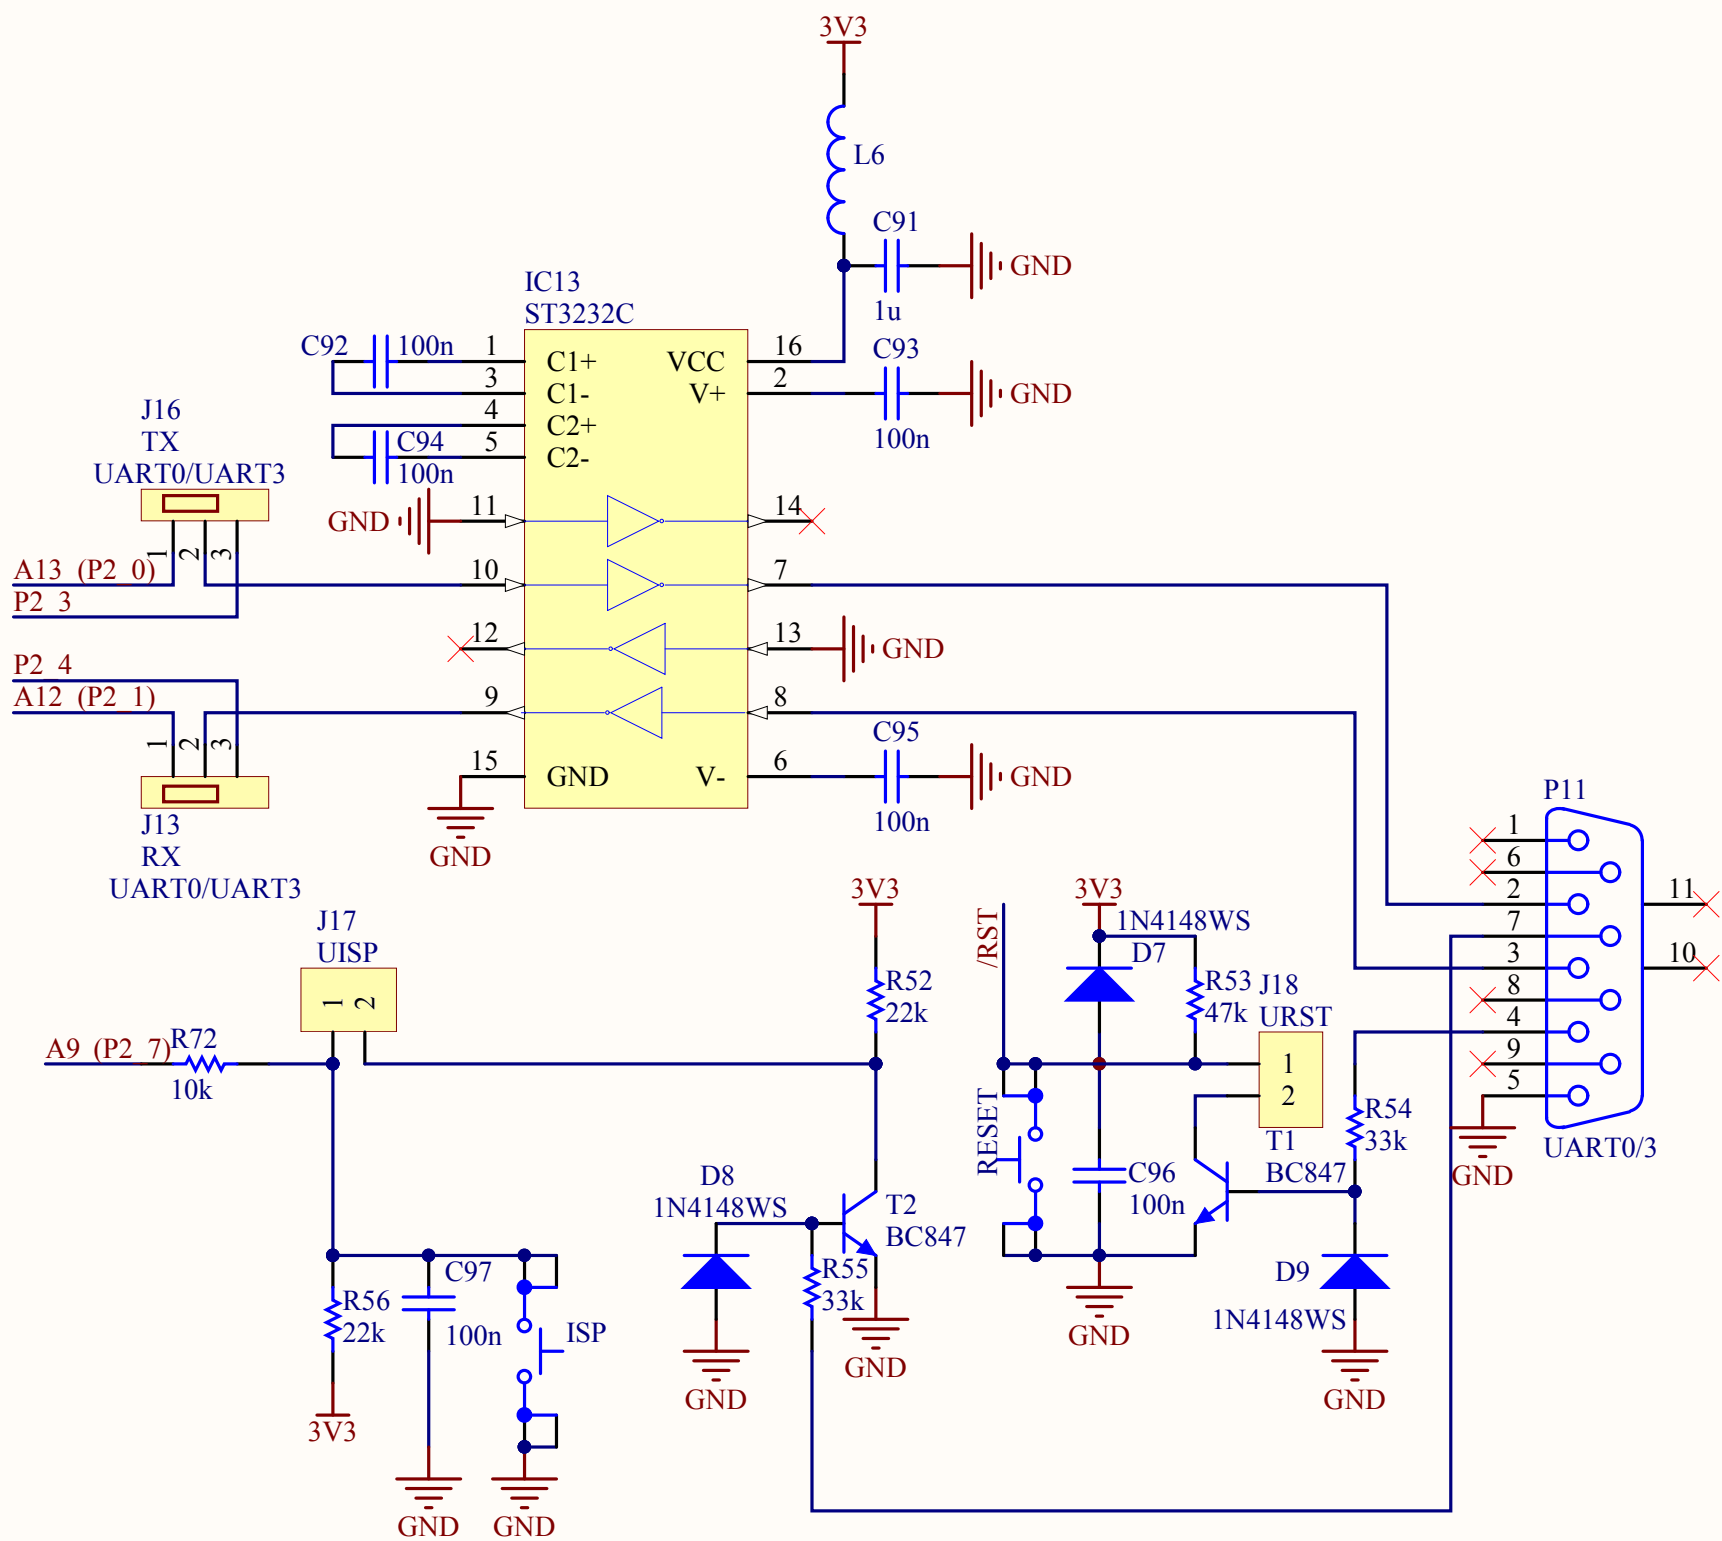 3V3
L6
C91
GND
1u
IC13
ST3232C
C92
100n
1
C1+
VCC
16
C93
3
C1-
V+
2
GND
4
C2+
100n
C94
5
C2-
100n
J16
TX
UART0/UART3
GND
11
14
1
2
3
A13 (P2_0)
10
7
P2_3
12
13
GND
P2_4
A12 (P2_1)
9
8
1
2
3
C95
15
GND
V-
6
GND
100n
J13
RX
UART0/UART3
GND
P11
1
6
2
7
3
8
4
9
5
11
10
UART0/3
GND
J17
UISP
1
2
3V3
R52
22k
/RST
3V3
1N4148WS
D7
R53
47k
J18
URST
1
2
A9 (P2_7)
R72
10k
RESET
T1
BC847
R54
33k
C96
100n
D8
1N4148WS
T2
BC847
R55
33k
D9
1N4148WS
C97
100n
R56
22k
ISP
GND
GND
GND
GND
3V3
GND
GND